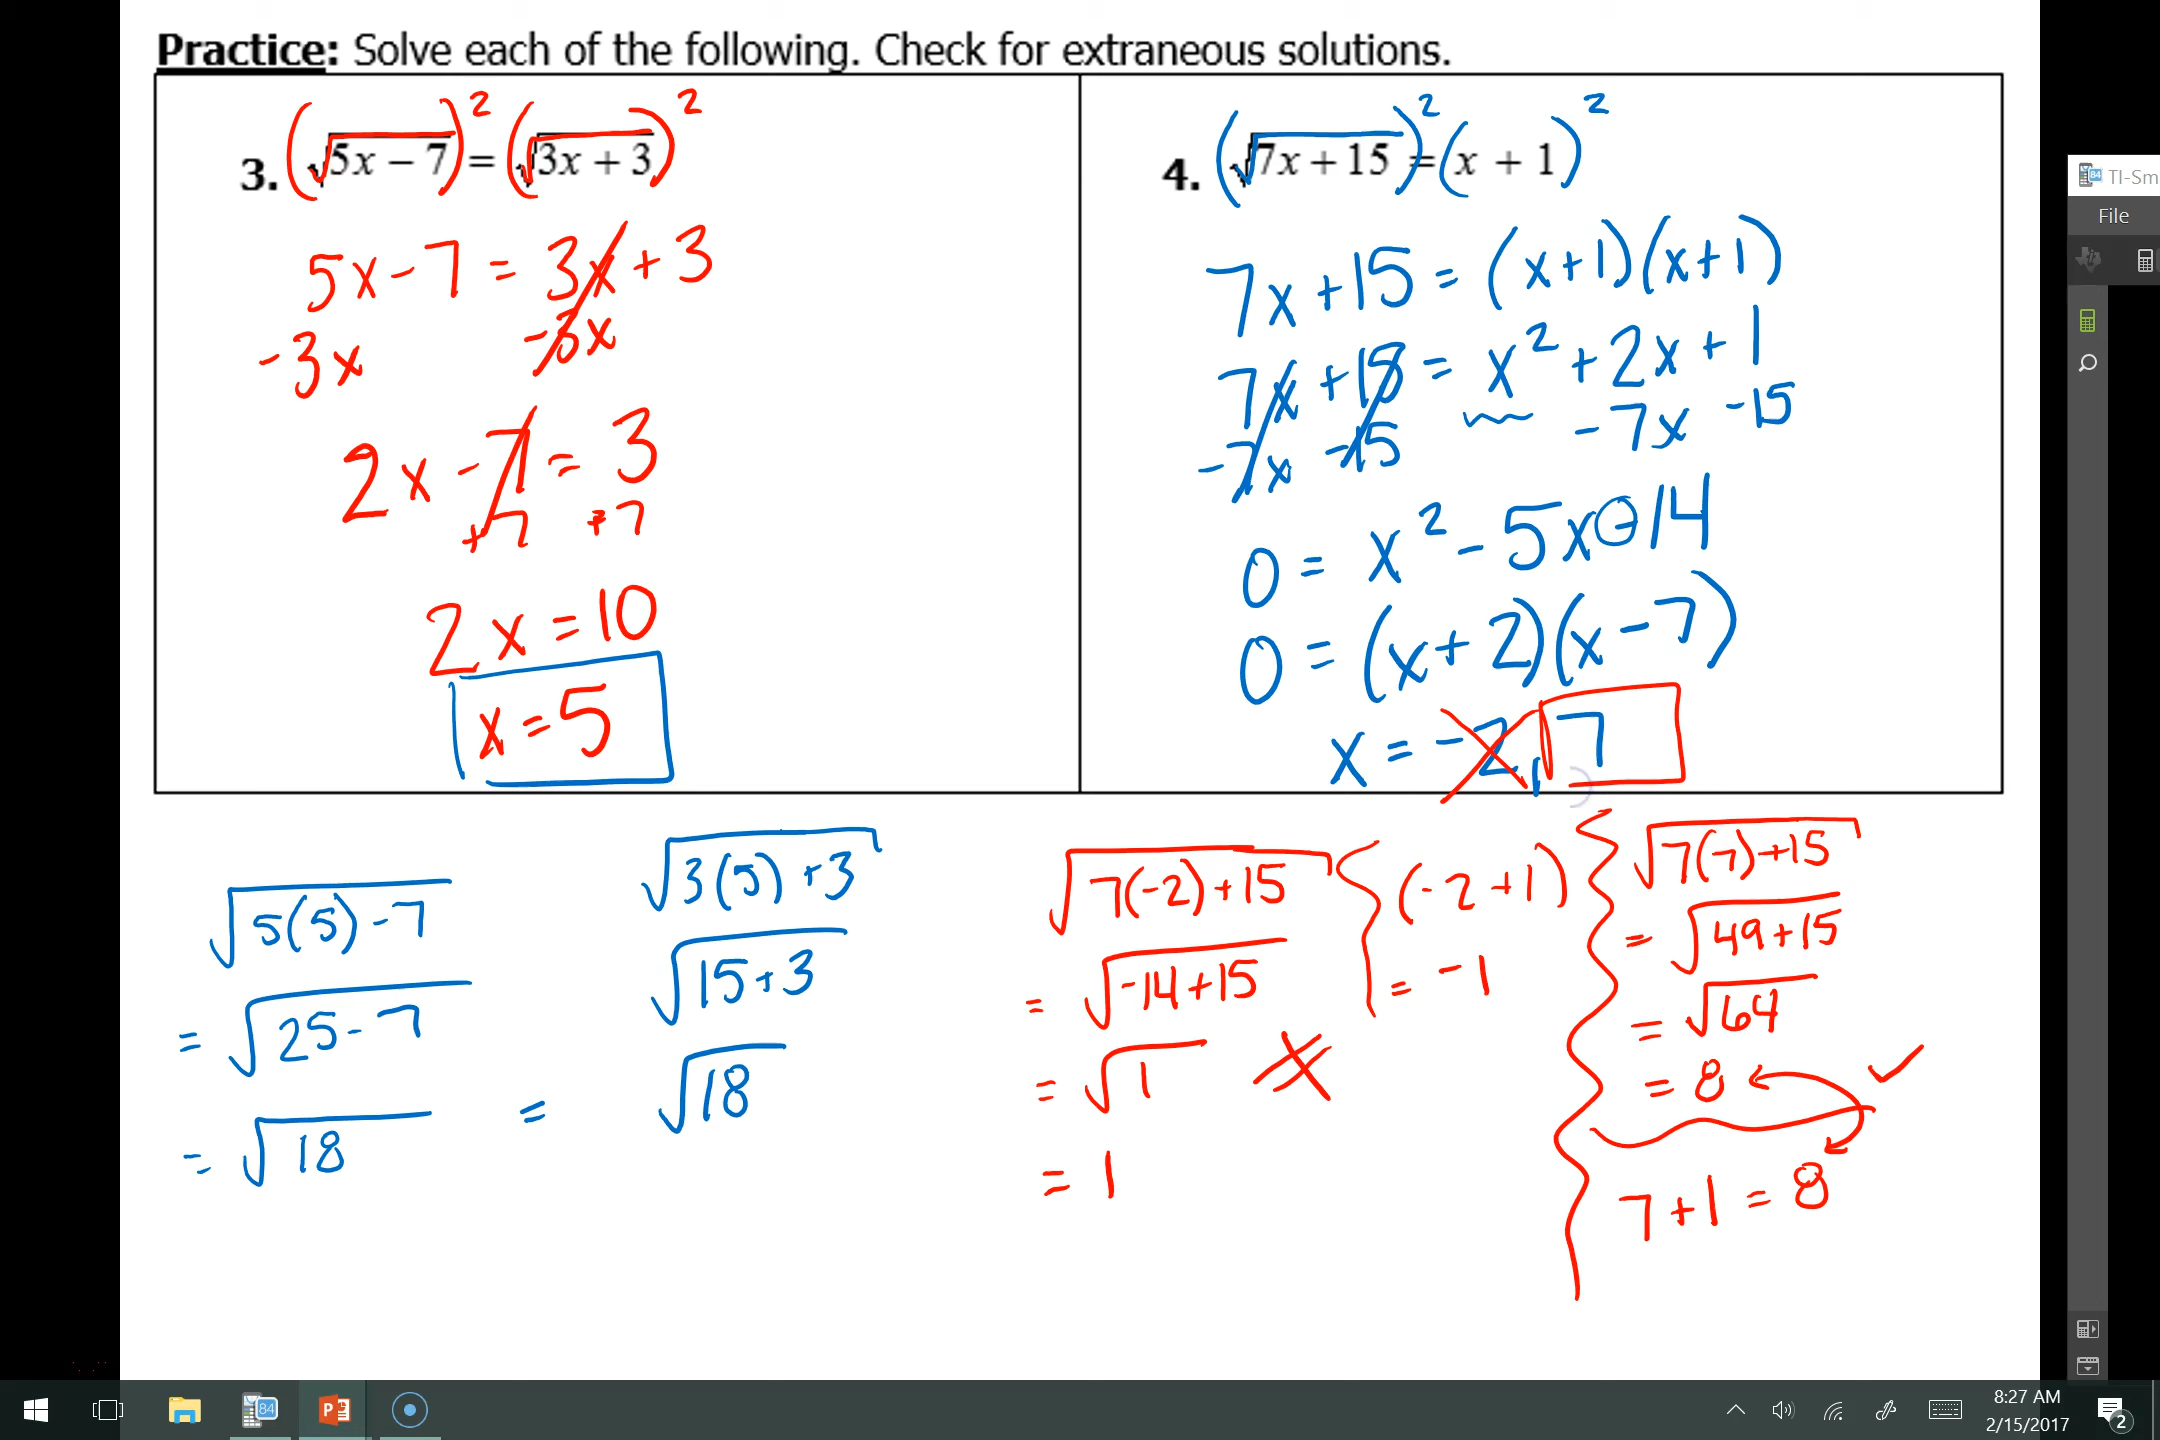 Practice: Solve each of the following. Check for extraneous solutions.
3. (√5x − 7)² = (√3x + 3)²
5x - 7 = 3x + 3
-3x -3x
2x - 7 = 3
+7 +7
2x = 10
x = 5
√5(5) - 7
= √25 - 7
= √18
=
√3(5) + 3
√15 + 3
√18
4. (√7x + 15)² = (x + 1)²
7x + 15 = (x+1)(x+1)
7x + 15 = x² + 2x + 1
-7x -15 -7x -15
0 = x² - 5x - 14
0 = (x + 2)(x - 7)
x = -2, 7
√7(-2) + 15
= √-14 + 15
= √1
= 1
≠
(-2 + 1)
= -1
√7(7) + 15
= √49 + 15
= √64
= 8 ✓
7 + 1 = 8
TI-Sm
File
84
84
8:27 AM
2/15/2017
2